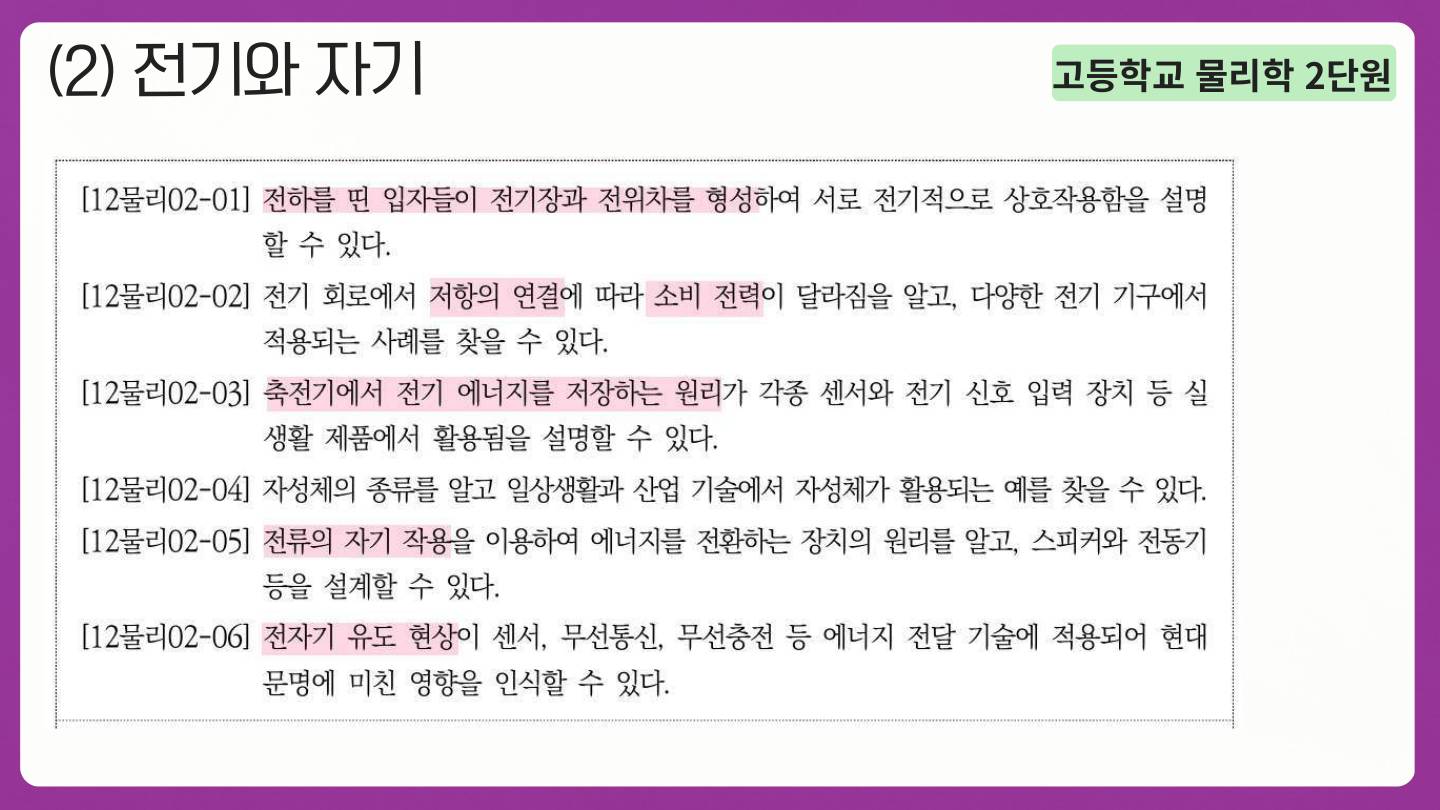 (2) 전기와 자기
고등학교 물리학 2단원
[12물리02-01] 전하를 띤 입자들이 전기장과 전위차를 형성하여 서로 전기적으로 상호작용함을 설명
할 수 있다.
[12물리02-02] 전기 회로에서 저항의 연결에 따라 소비 전력이 달라짐을 알고, 다양한 전기 기구에서
적용되는 사례를 찾을 수 있다.
[12물리02-03] 축전기에서 전기 에너지를 저장하는 원리가 각종 센서와 전기 신호 입력 장치 등 실
생활 제품에서 활용됨을 설명할 수 있다.
[12물리02-04] 자성체의 종류를 알고 일상생활과 산업 기술에서 자성체가 활용되는 예를 찾을 수 있다.
[12물리02-05] 전류의 자기 작용을 이용하여 에너지를 전환하는 장치의 원리를 알고, 스피커와 전동기
등을 설계할 수 있다.
[12물리02-06] 전자기 유도 현상이 센서, 무선통신, 무선충전 등 에너지 전달 기술에 적용되어 현대
문명에 미친 영향을 인식할 수 있다.